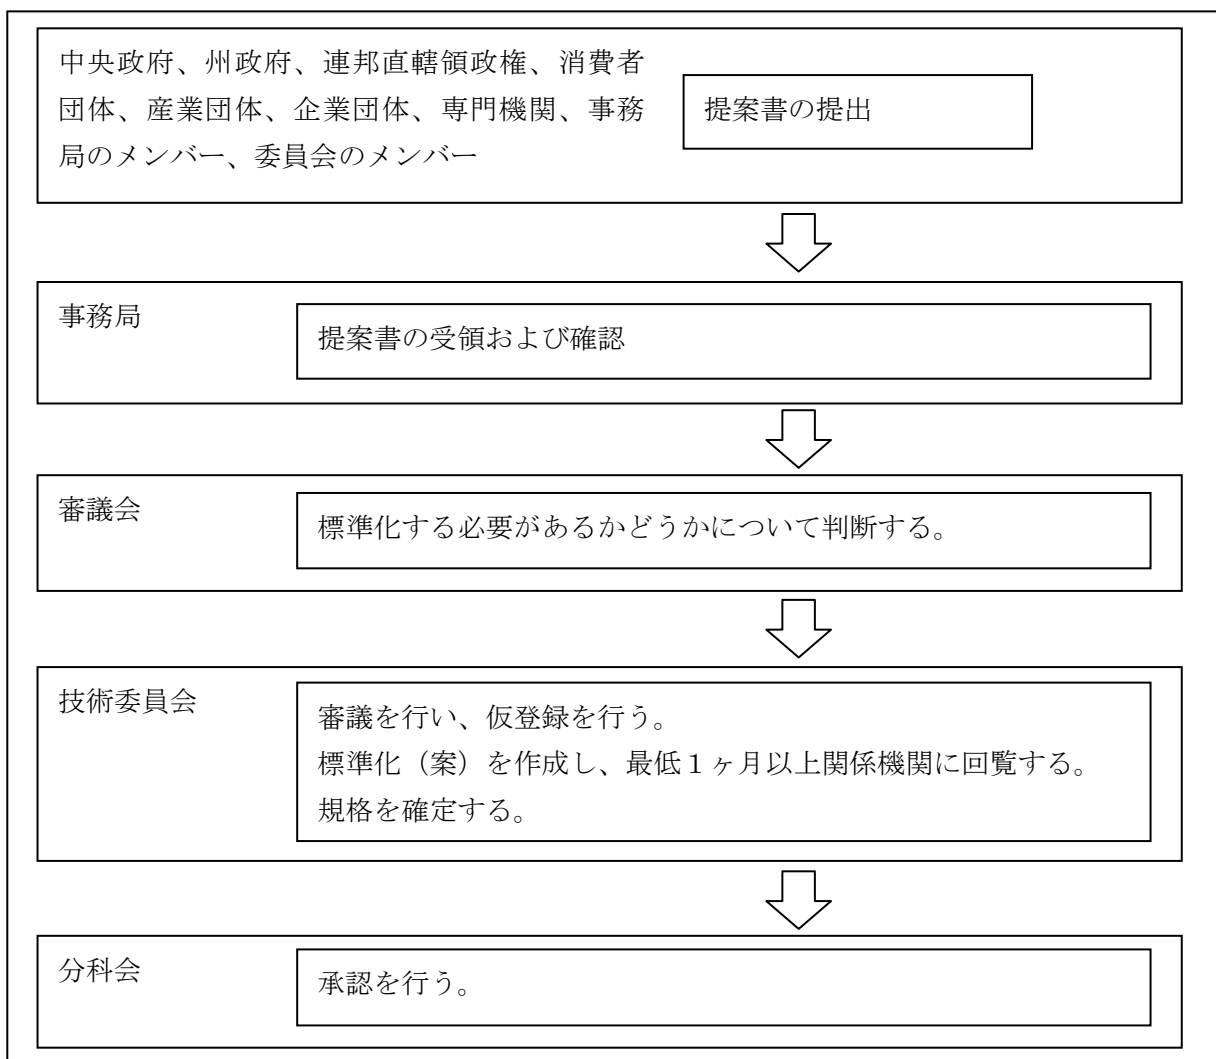 中央政府、州政府、連邦直轄領政権、消費者
団体、産業団体、企業団体、専門機関、事務
局のメンバー、委員会のメンバー
提案書の提出
事務局
提案書の受領および確認
審議会
標準化する必要があるかどうかについて判断する。
技術委員会
審議を行い、仮登録を行う。
標準化（案）を作成し、最低１ヶ月以上関係機関に回覧する。
規格を確定する。
分科会
承認を行う。